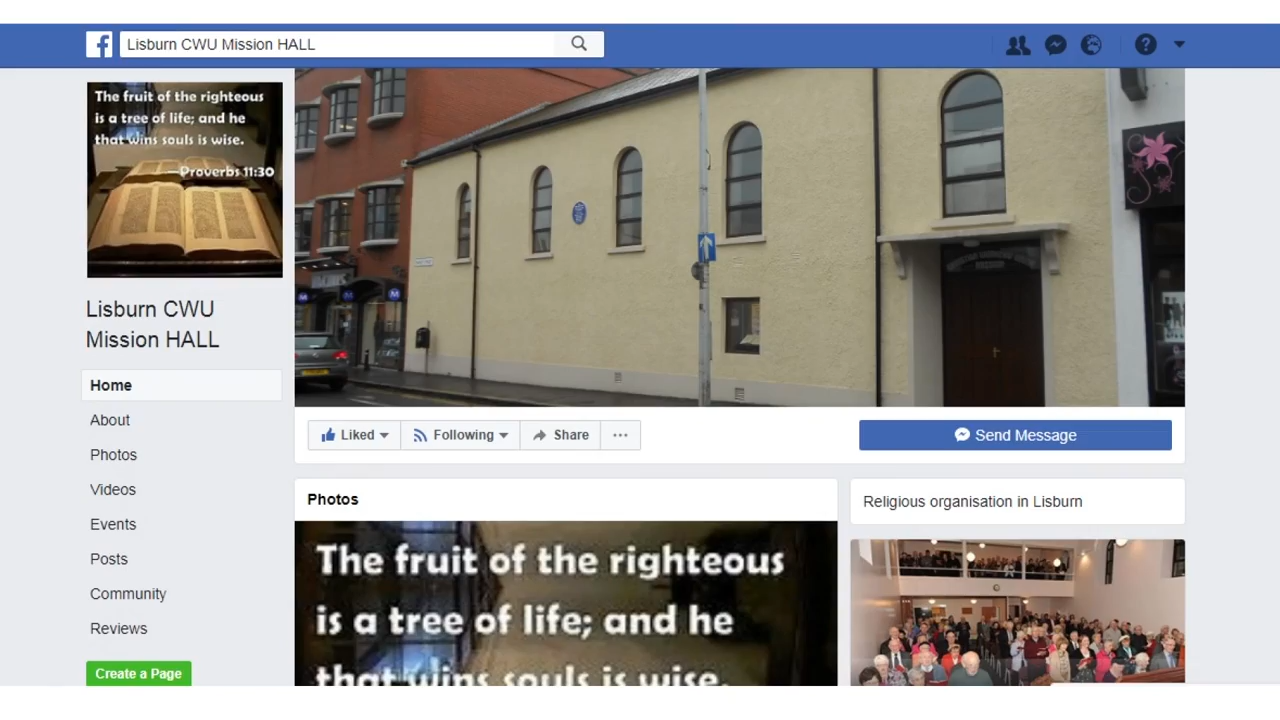 Lisburn CWU Mission HALL
The fruit of the righteous
is a tree of life; and he
that wins souls is wise.
—Proverbs 11:30
Lisburn CWU
Mission HALL
Home
About
Photos
Videos
Events
Posts
Community
Reviews
Create a Page
Liked
Following
Share
Send Message
Photos
The fruit of the righteous
is a tree of life; and he
that wins souls is wise.
Religious organisation in Lisburn